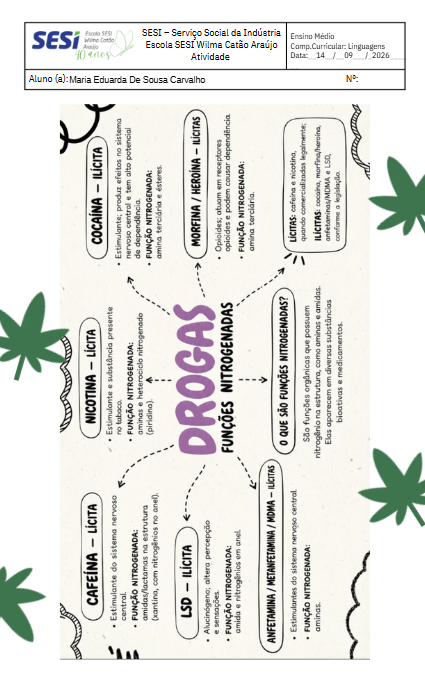 SESI
Escola SESI
Wilma Catão
Araújo
40 anos
SESI – Serviço Social da Indústria
Escola SESI Wilma Catão Araújo
Atividade
Ensino Médio
Comp.Curricular: Linguagens
Data:__14__/__09__/_2026
Aluno (a): Maria Eduarda De Sousa Carvalho
Nº:
CAFEÍNA – LÍCITA
• Estimulante do sistema nervoso
central.
• FUNÇÃO NITROGENADA:
amidas/lactamas na estrutura
(xantina, com nitrogênios no anel).
NICOTINA – LÍCITA
• Estimulante e substância presente
no tabaco.
• FUNÇÃO NITROGENADA:
aminas e heterociclo nitrogenado
(piridina).
COCAÍNA – ILÍCITA
• Estimulante; produz efeitos no sistema
nervoso central e tem alto potencial
de dependência.
• FUNÇÃO NITROGENADA:
amina terciária e ésteres.
LSD – ILÍCITA
• Alucinógeno; altera percepção
e sensações.
• FUNÇÃO NITROGENADA:
amida e nitrogênios em anel.
DROGAS
FUNÇÕES NITROGENADAS
MORFINA / HEROÍNA – ILÍCITAS
• Opioides; atuam em receptores
opioides e podem causar dependência.
• FUNÇÃO NITROGENADA:
amina terciária.
ANFETAMINA / METANFETAMINA / MDMA – ILÍCITAS
• Estimulantes do sistema nervoso central.
• FUNÇÃO NITROGENADA:
aminas.
O QUE SÃO FUNÇÕES NITROGENADAS?
São funções orgânicas que possuem
nitrogênio na estrutura, como aminas e amidas.
Elas aparecem em diversas substâncias
bioativas e medicamentos.
LÍCITAS: cafeína e nicotina,
quando comercializadas legalmente;
ILÍCITAS: cocaína, morfina/heroína,
anfetaminas/MDMA e LSD,
conforme a legislação.